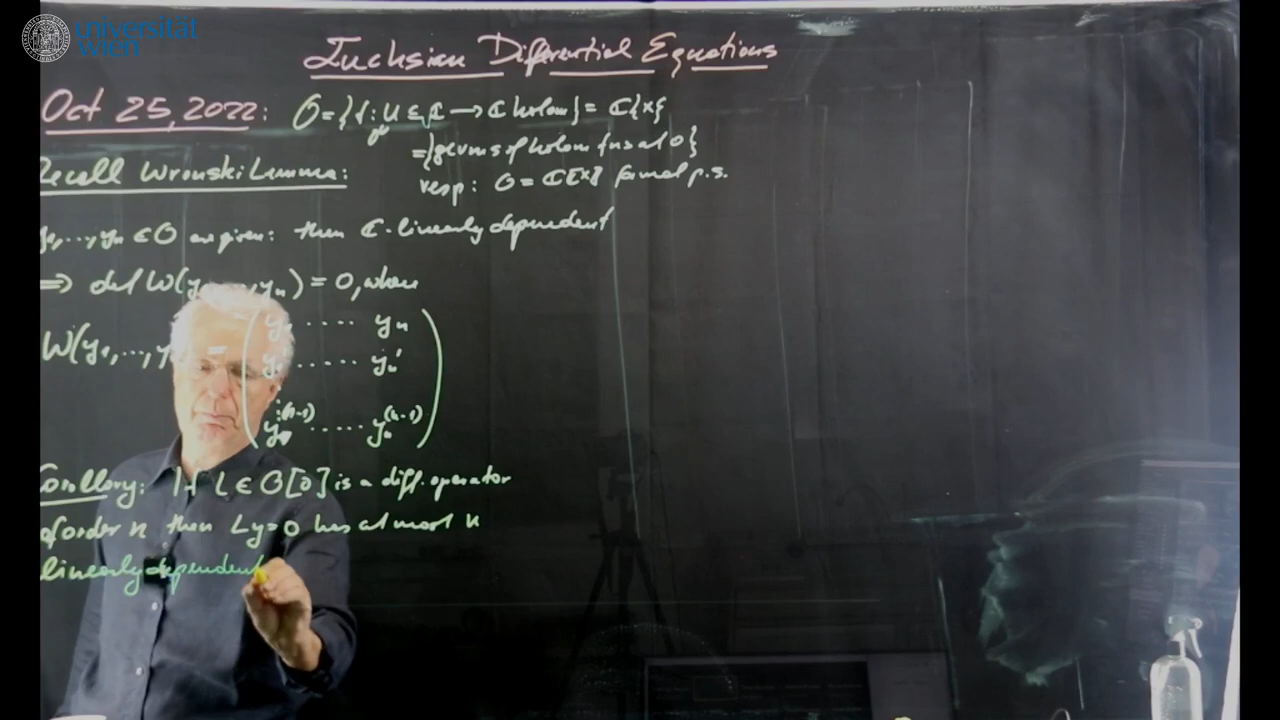 universität
wien
Fuchsian Differential Equations
Oct 25, 2022: O = {f: U ⊆ ℂ → ℂ holom} = ℂ{x}
= {germs of holom fns at 0}
Recall Wronski Lemma:
resp: O = ℂ[[x]] formal p.s.
y₁, ..., yₙ ∈ O are given: then ℂ-linearly dependent
⇒ det W(y ,yₙ) = 0, where
W(y₁, ..., y =
y₁ .... yₙ
y₁' ..... yₙ'
y₁^(n-1) ..... yₙ^(n-1)
Corollary: If L ∈ O[∂] is a diff. operator
of order n then Ly=0 has at most n
linearly dependent